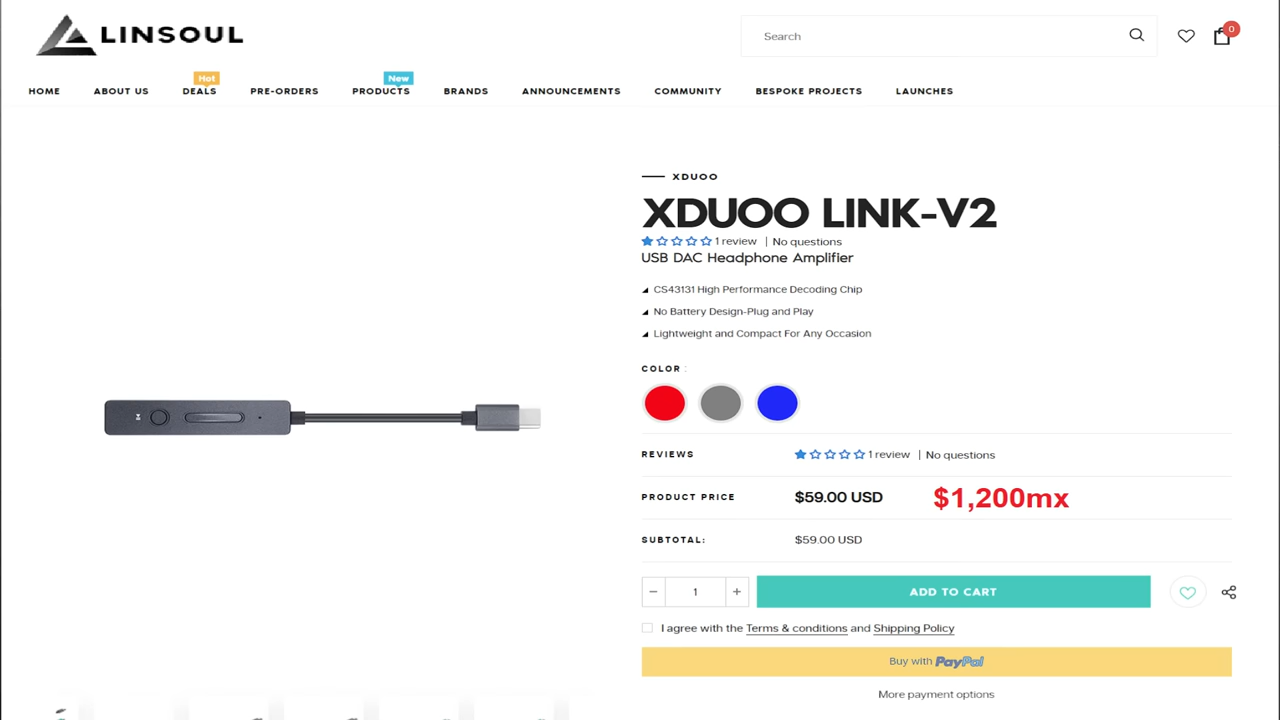 LINSOUL
Search
0
Hot
New
HOME ABOUT US DEALS PRE-ORDERS PRODUCTS BRANDS ANNOUNCEMENTS COMMUNITY BESPOKE PROJECTS LAUNCHES
XDUOO
XDUOO LINK-V2
1 review | No questions
USB DAC Headphone Amplifier
CS43131 High Performance Decoding Chip
No Battery Design-Plug and Play
Lightweight and Compact For Any Occasion
COLOR :
REVIEWS 1 review | No questions
PRODUCT PRICE $59.00 USD $1,200mx
SUBTOTAL: $59.00 USD
− 1 + ADD TO CART
I agree with the Terms & conditions and Shipping Policy
Buy with PayPal
More payment options